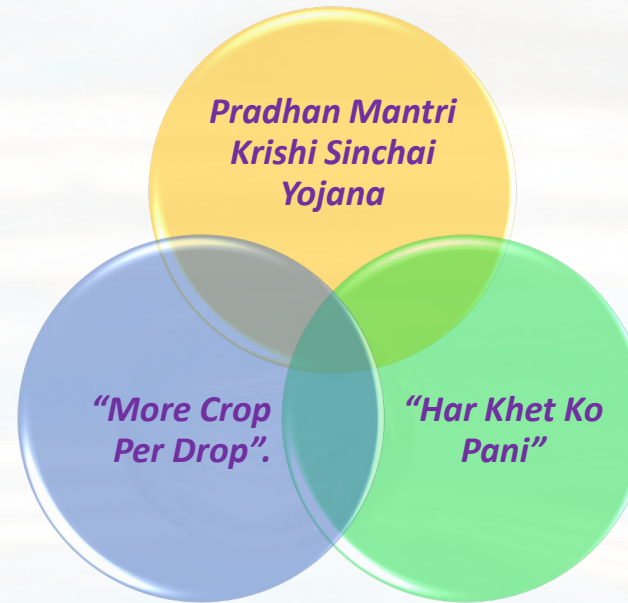 Pradhan Mantri
Krishi Sinchai
Yojana
“More Crop
Per Drop”.
“Har Khet Ko
Pani”